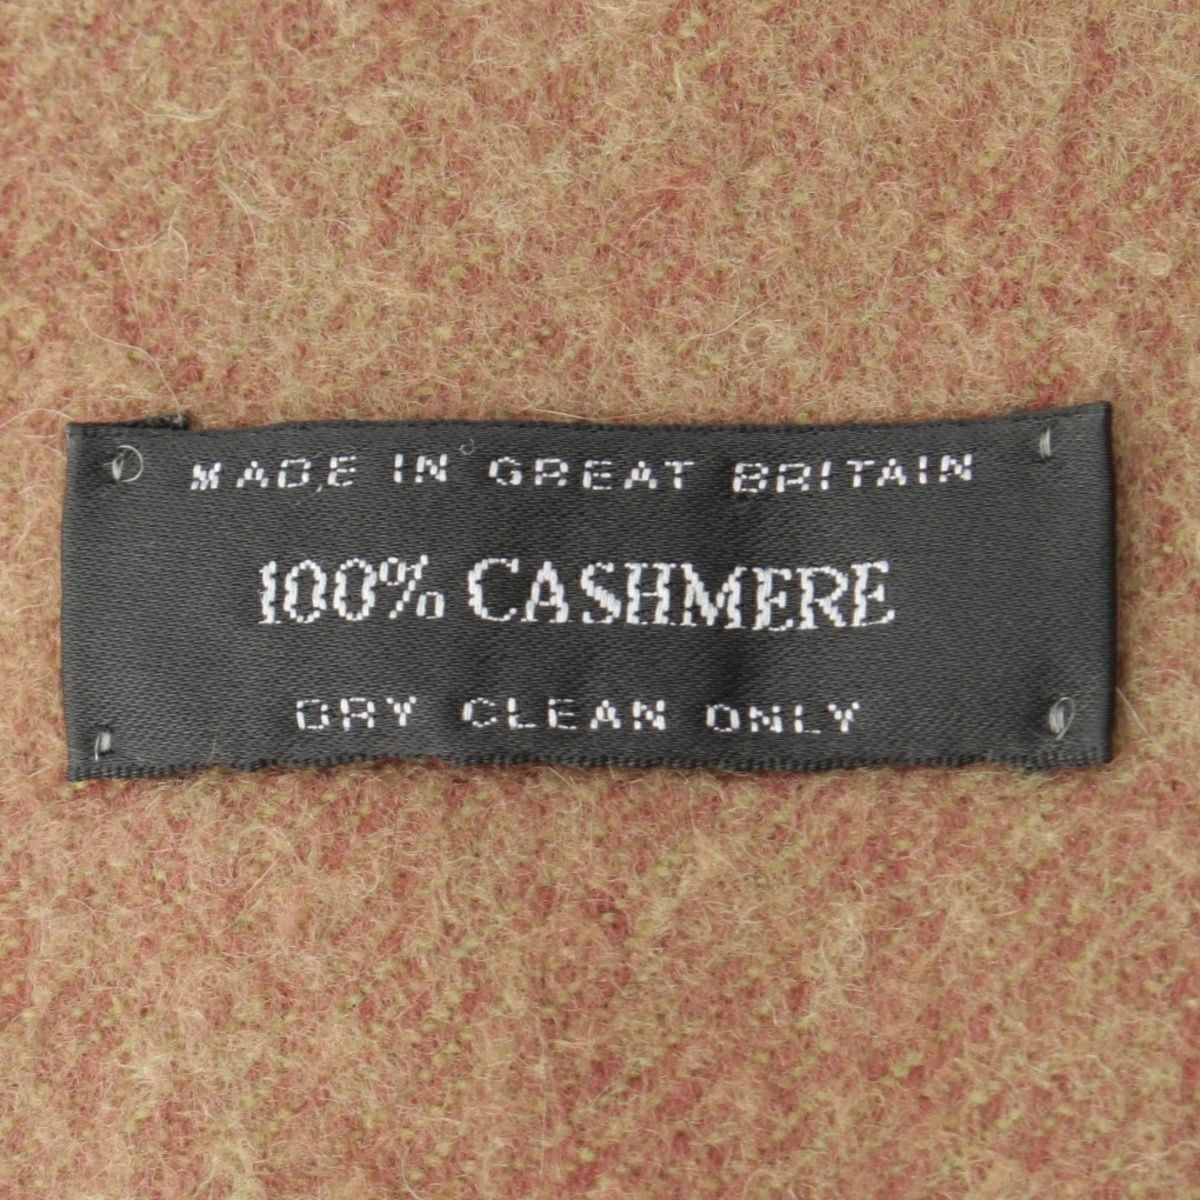 MADE IN GREAT BRITAIN
100% CASHMERE
DRY CLEAN ONLY